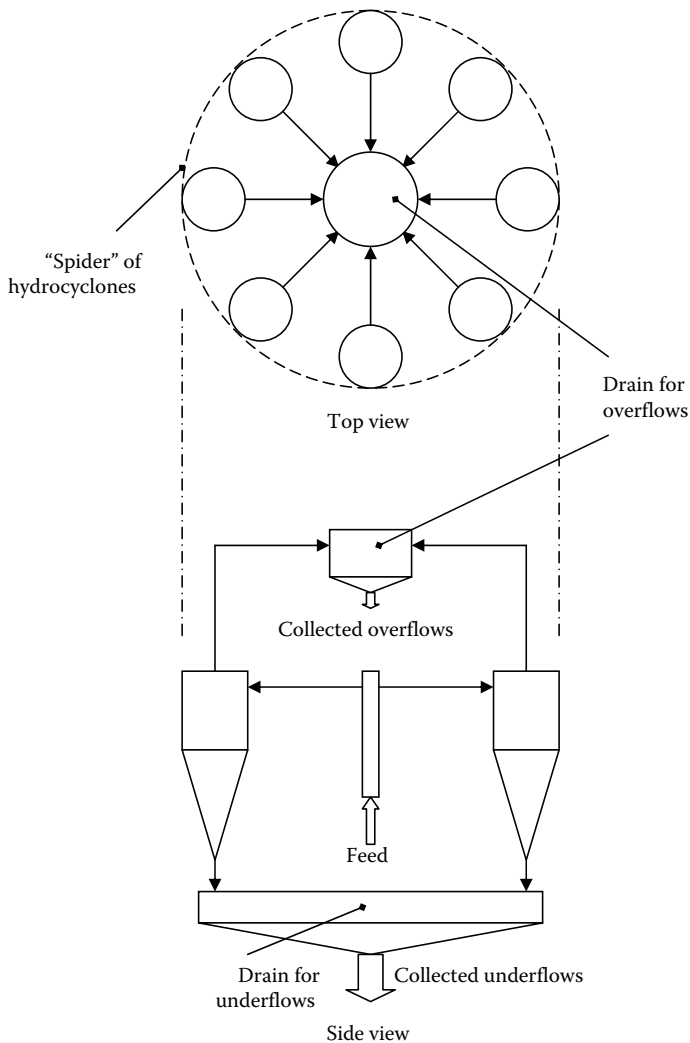 “Spider” of
hydrocyclones
Drain for
overflows
Top view
Collected overflows
Feed
Drain for
underflows
Collected underflows
Side view